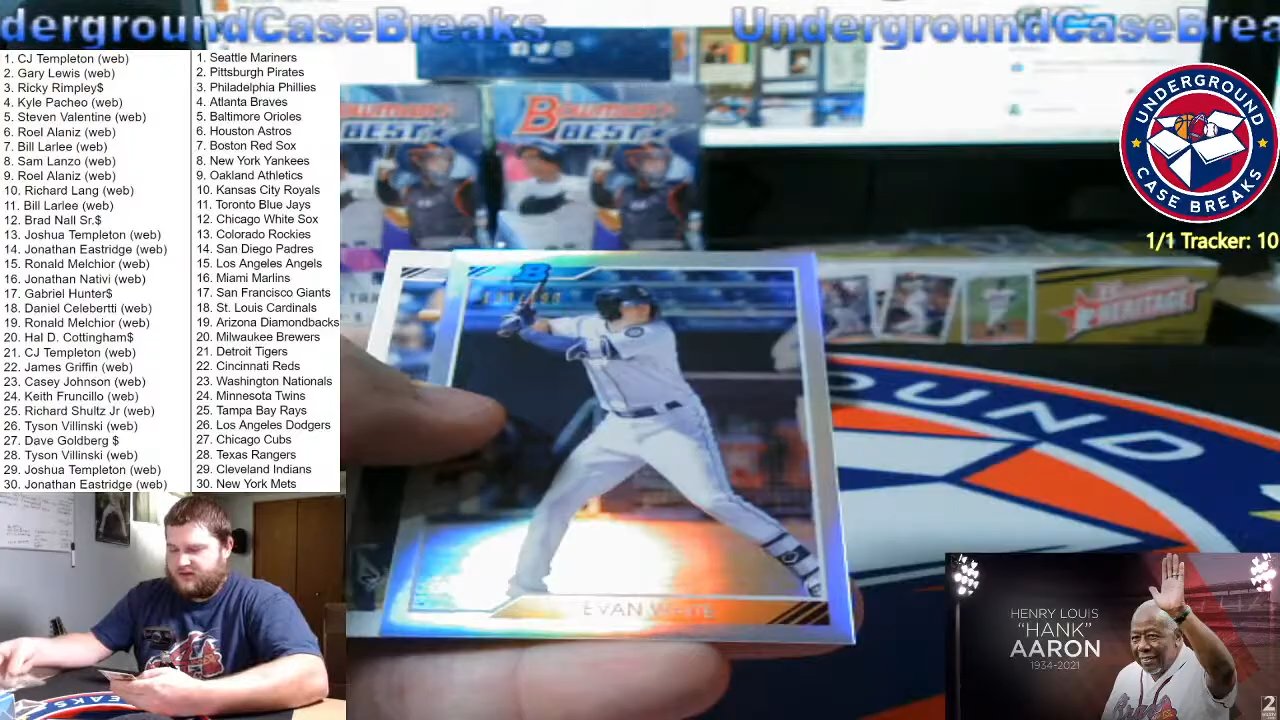 dergroundCaseBreaks
UndergroundCaseBrea
1. CJ Templeton (web)
2. Gary Lewis (web)
3. Ricky Rimpley$
4. Kyle Pacheo (web)
5. Steven Valentine (web)
6. Roel Alaniz (web)
7. Bill Larlee (web)
8. Sam Lanzo (web)
9. Roel Alaniz (web)
10. Richard Lang (web)
11. Bill Larlee (web)
12. Brad Nall Sr.$
13. Joshua Templeton (web)
14. Jonathan Eastridge (web)
15. Ronald Melchior (web)
16. Jonathan Nativi (web)
17. Gabriel Hunter$
18. Daniel Celebertti (web)
19. Ronald Melchior (web)
20. Hal D. Cottingham$
21. CJ Templeton (web)
22. James Griffin (web)
23. Casey Johnson (web)
24. Keith Fruncillo (web)
25. Richard Shultz Jr (web)
26. Tyson Villinski (web)
27. Dave Goldberg $
28. Tyson Villinski (web)
29. Joshua Templeton (web)
30. Jonathan Eastridge (web)
1. Seattle Mariners
2. Pittsburgh Pirates
3. Philadelphia Phillies
4. Atlanta Braves
5. Baltimore Orioles
6. Houston Astros
7. Boston Red Sox
8. New York Yankees
9. Oakland Athletics
10. Kansas City Royals
11. Toronto Blue Jays
12. Chicago White Sox
13. Colorado Rockies
14. San Diego Padres
15. Los Angeles Angels
16. Miami Marlins
17. San Francisco Giants
18. St. Louis Cardinals
19. Arizona Diamondbacks
20. Milwaukee Brewers
21. Detroit Tigers
22. Cincinnati Reds
23. Washington Nationals
24. Minnesota Twins
25. Tampa Bay Rays
26. Los Angeles Dodgers
27. Chicago Cubs
28. Texas Rangers
29. Cleveland Indians
30. New York Mets
BOWMAN'S
BEST
BOWMAN'S
BEST
B
EVAN
HERITAGE
OUND
UNDERGROUND
CASE BREAKS
1/1 Tracker: 10
HENRY LOUIS
"HANK"
AARON
1934-2021
Braves
2